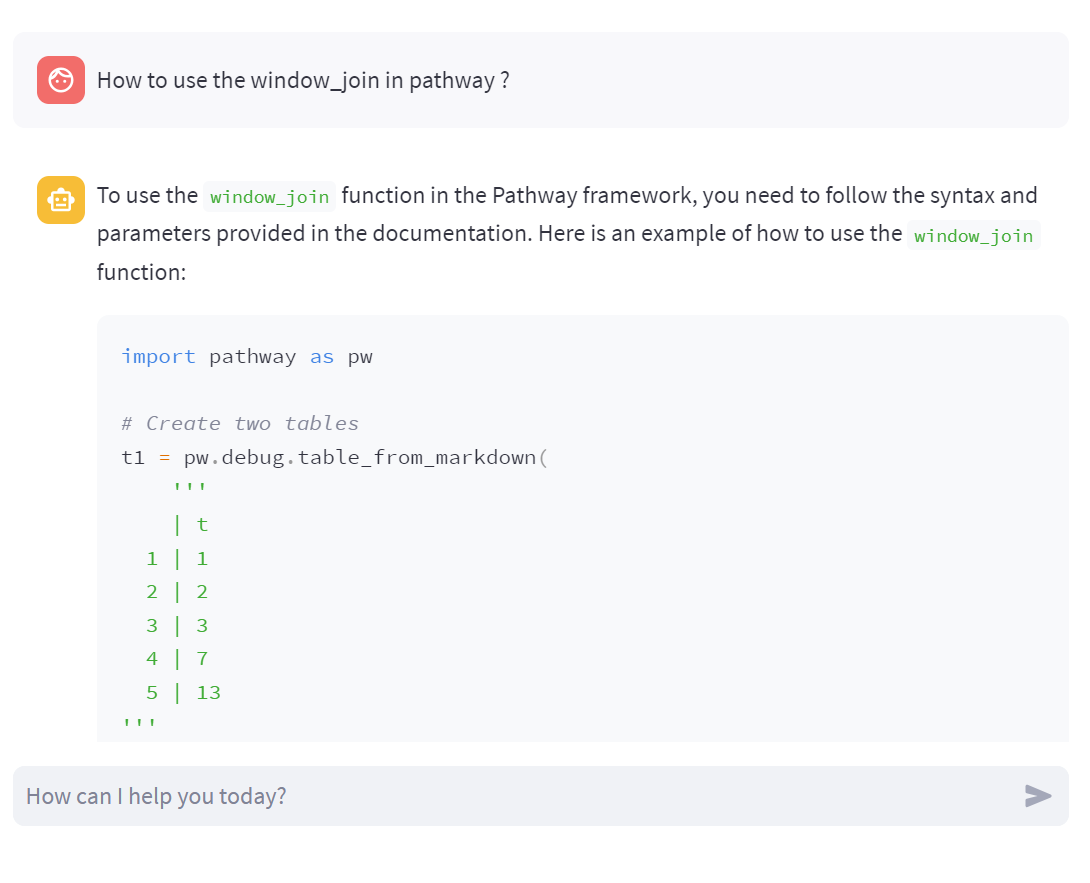 How to use the window_join in pathway ?
To use the window_join function in the Pathway framework, you need to follow the syntax and
parameters provided in the documentation. Here is an example of how to use the window_join
function:
import pathway as pw
# Create two tables
t1 = pw.debug.table_from_markdown(
    '''
    | t
  1 | 1
  2 | 2
  3 | 3
  4 | 7
  5 | 13
'''
How can I help you today?